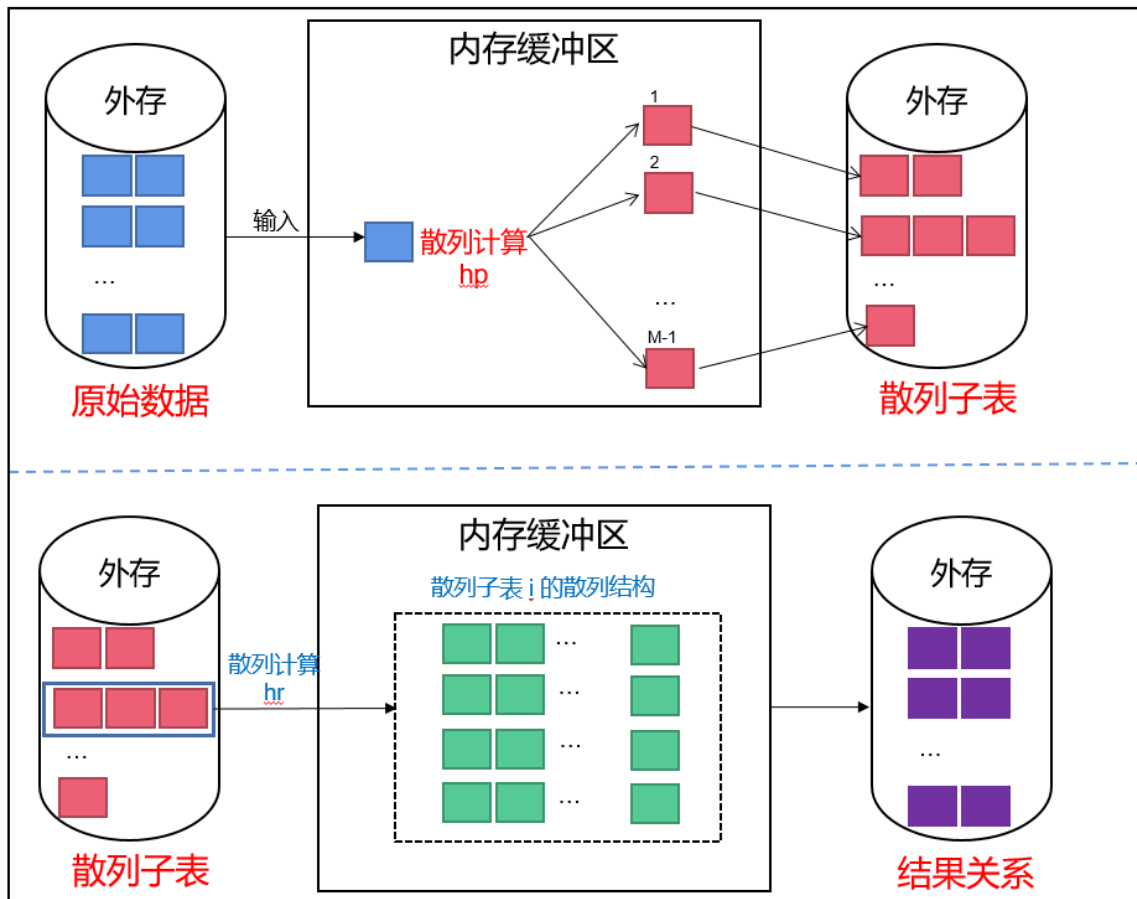 内存缓冲区
外存
外存
1
2
输入
散列计算
hp
...
...
...
M-1
原始数据
散列子表
内存缓冲区
外存
外存
散列子表 i 的散列结构
散列计算
hr
...
...
...
...
...
...
散列子表
结果关系